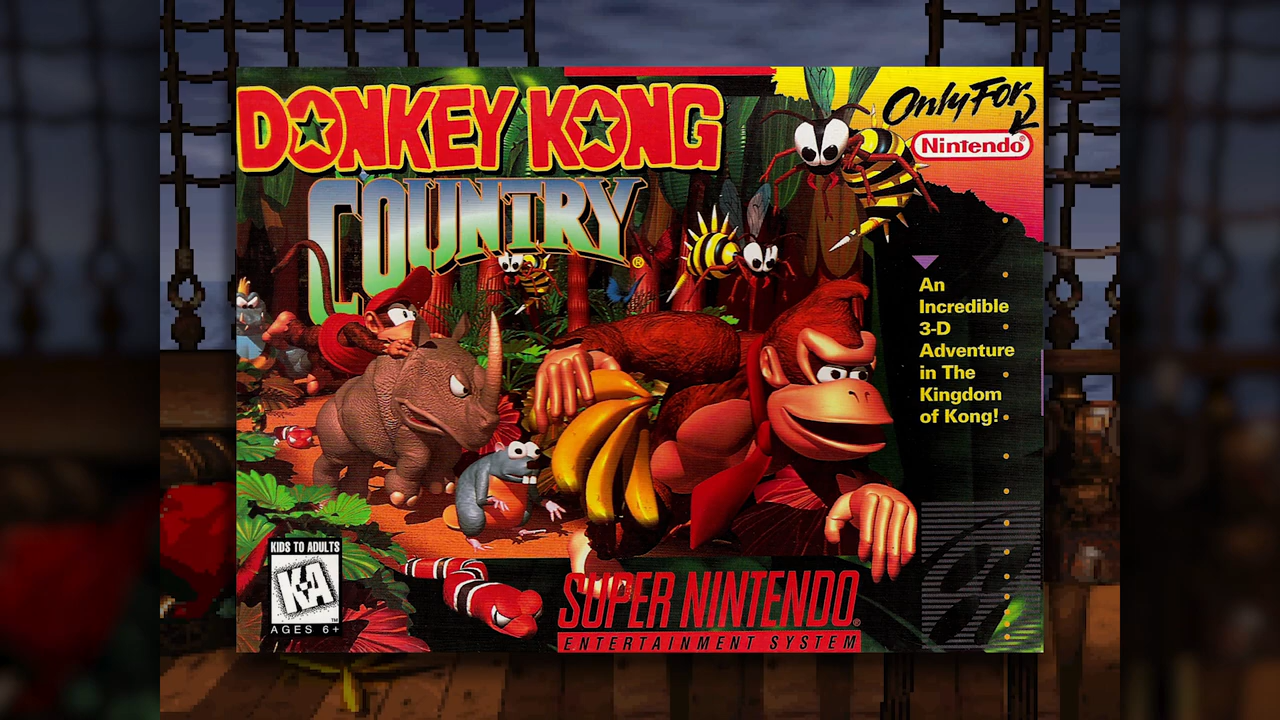 DONKEY KONG
COUNTRY®
Only For
Nintendo®
An
Incredible
3-D
Adventure
in The
Kingdom
of Kong!
KIDS TO ADULTS
K-A
AGES 6+
SUPER NINTENDO®
ENTERTAINMENT SYSTEM